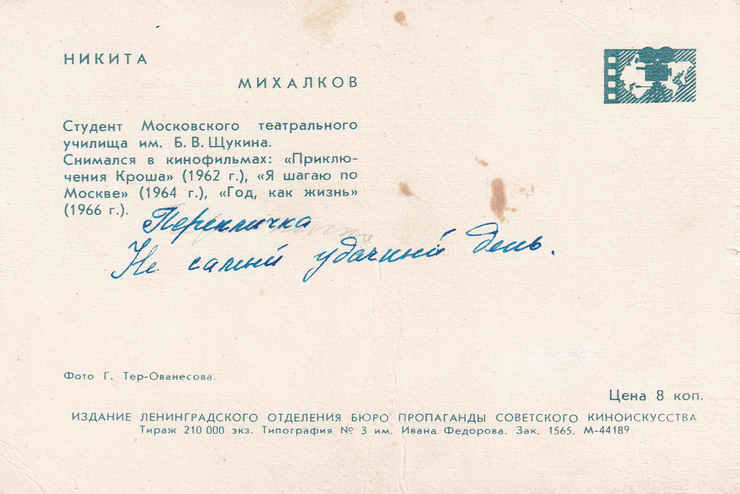 НИКИТА
МИХАЛКОВ
Студент Московского театрального
училища им. Б. В. Щукина.
Снимался в кинофильмах: «Приклю-
чения Кроша» (1962 г.), «Я шагаю по
Москве» (1964 г.), «Год, как жизнь»
(1966 г.).
Перекличка
Не самый удачный день.
Фото Г. Тер-Ованесова.
Цена 8 коп.
ИЗДАНИЕ ЛЕНИНГРАДСКОГО ОТДЕЛЕНИЯ БЮРО ПРОПАГАНДЫ СОВЕТСКОГО КИНОИСКУССТВА
Тираж 210 000 экз. Типография № 3 им. Ивана Федорова. Зак. 1565. М-44189